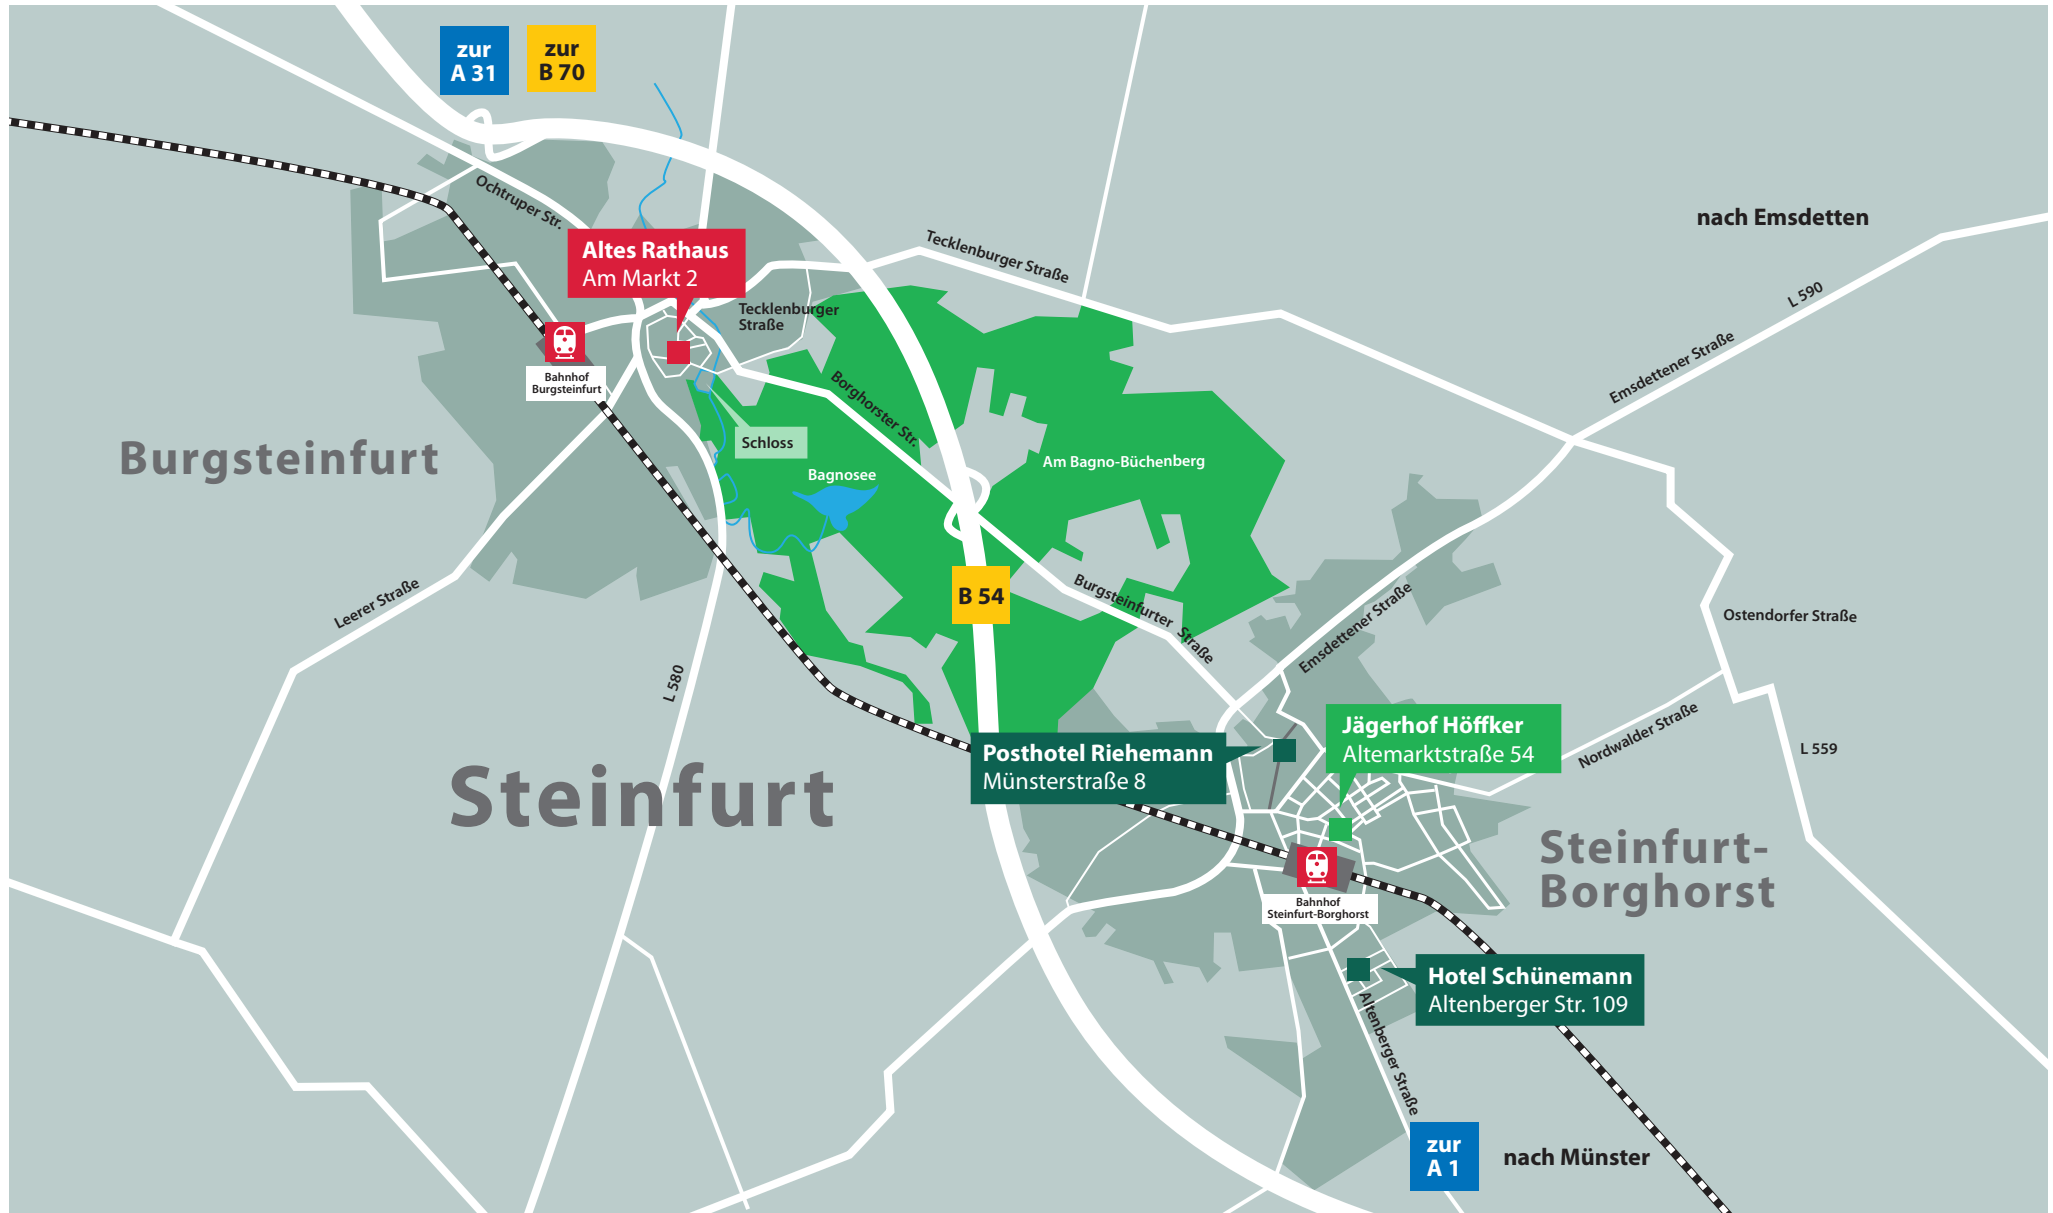 zur
A 31
zur
B 70
nach Emsdetten
Ochtruper Str.
Altes Rathaus
Am Markt 2
Tecklenburger Straße
L 590
Tecklenburger
Straße
Emsdettener Straße
Bahnhof
Burgsteinfurt
Borghorster Str.
Burgsteinfurt
Schloss
Bagnosee
Am Bagno-Büchenberg
Leerer Straße
B 54
Burgsteinfurter Straße
Emsdettener Straße
Ostendorfer Straße
L 580
Jägerhof Höffker
Altemarktstraße 54
Nordwalder Straße
L 559
Posthotel Riehemann
Münsterstraße 8
Steinfurt
Steinfurt-
Borghorst
Bahnhof
Steinfurt-Borghorst
Hotel Schünemann
Altenberger Str. 109
Altenberger Straße
zur
A 1
nach Münster